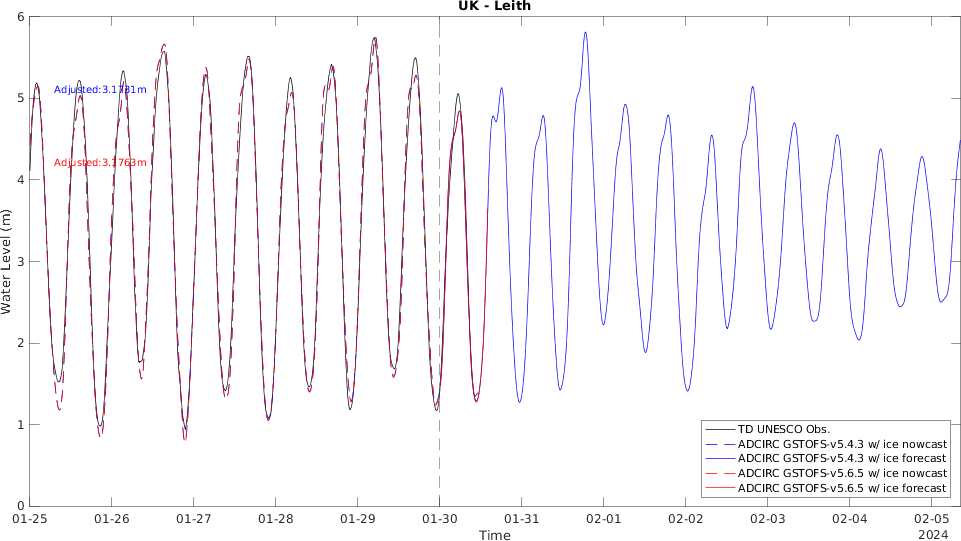 UK - Leith
6
5
4
3
2
1
0
Water Level (m)
Adjusted:3.1731m
Adjusted:3.1763m
TD UNESCO Obs.
ADCIRC GSTOFS-v5.4.3 w/ ice nowcast
ADCIRC GSTOFS-v5.4.3 w/ ice forecast
ADCIRC GSTOFS-v5.6.5 w/ ice nowcast
ADCIRC GSTOFS-v5.6.5 w/ ice forecast
01-25 01-26 01-27 01-28 01-29 01-30 01-31 02-01 02-02 02-03 02-04 02-05
Time
2024